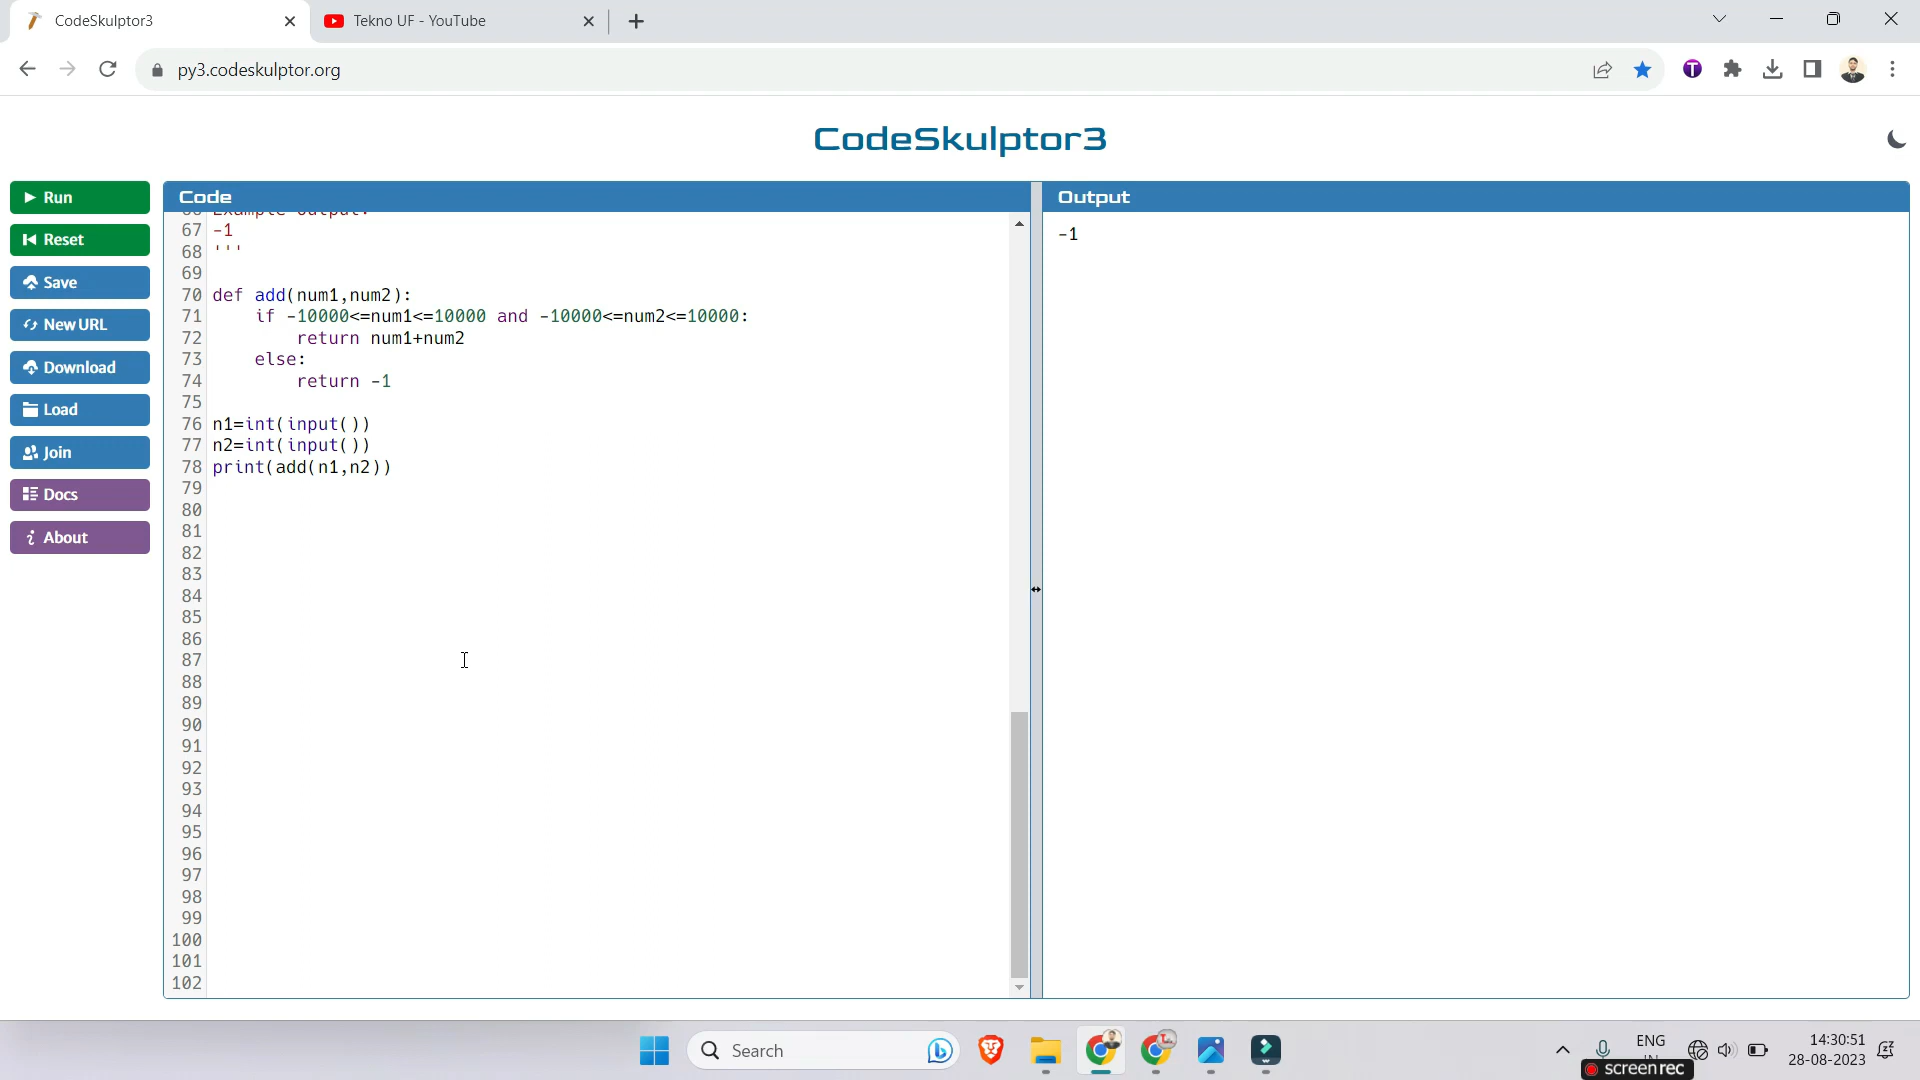 CodeSkulptor3
Tekno UF - YouTube
py3.codeskulptor.org
CodeSkulptor3
Run
Reset
Save
New URL
Download
Load
Join
Docs
About
Code
66 Example output:
67 -1
68 '''
69
70 def add(num1,num2):
71 if -10000<=num1<=10000 and -10000<=num2<=10000:
72 return num1+num2
73 else:
74 return -1
75
76 n1=int(input())
77 n2=int(input())
78 print(add(n1,n2))
79
80
81
82
83
84
85
86
87
88
89
90
91
92
93
94
95
96
97
98
99
100
101
102
Output
-1
Search
ENG
IN
14:30:51
28-08-2023
screenrec